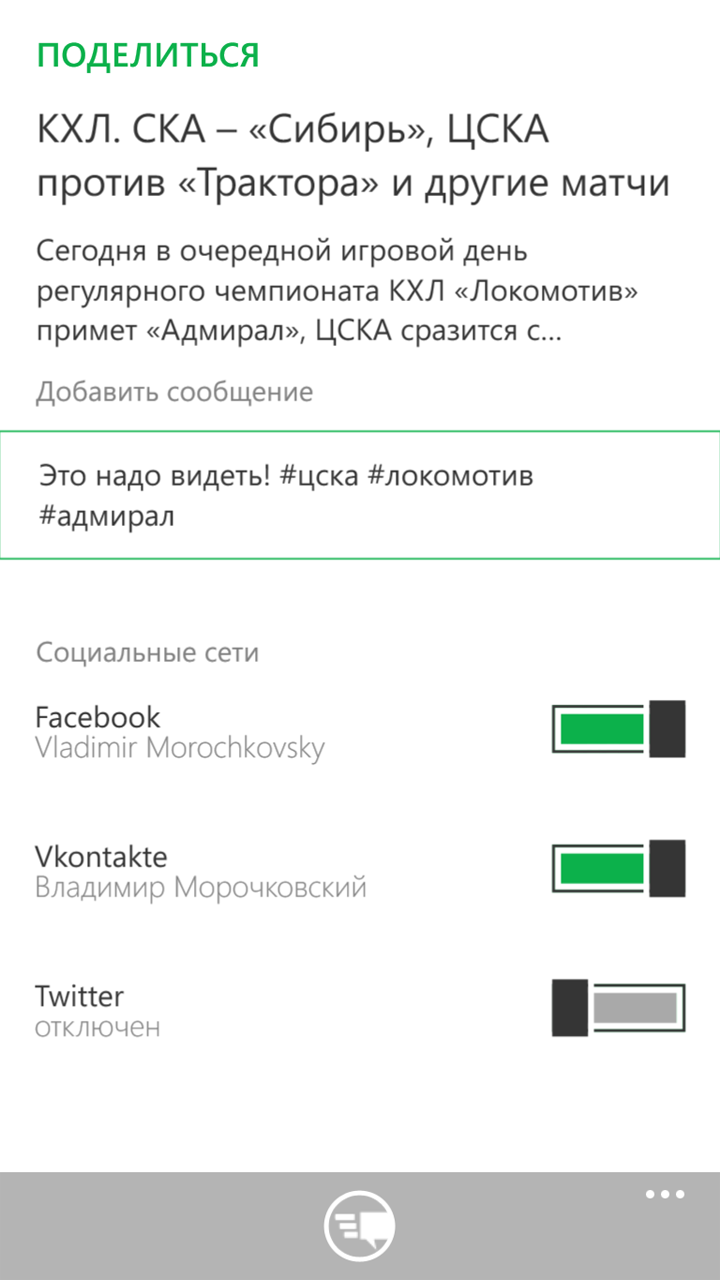 ПОДЕЛИТЬСЯ
КХЛ. СКА – «Сибирь», ЦСКА
против «Трактора» и другие матчи
Сегодня в очередной игровой день
регулярного чемпионата КХЛ «Локомотив»
примет «Адмирал», ЦСКА сразится с...
Добавить сообщение
Это надо видеть! #цска #локомотив
#адмирал
Социальные сети
Facebook
Vladimir Morochkovsky
Vkontakte
Владимир Морочковский
Twitter
отключен